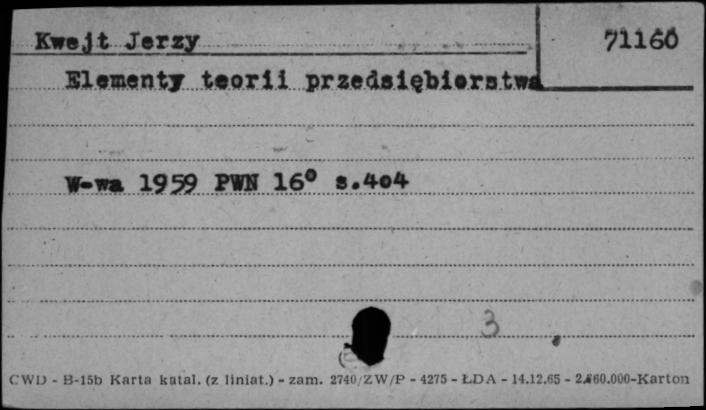 Kwejt Jerzy
71160
Elementy teorii przedsiębiorstwa
W-wa 1959 PWN 16° s.404
3
CWD - B-15b Karta katal. (z liniat.) - zam. 2740/ZW/P - 4275 - ŁDA - 14.12.65 - 2.860.000-Karton